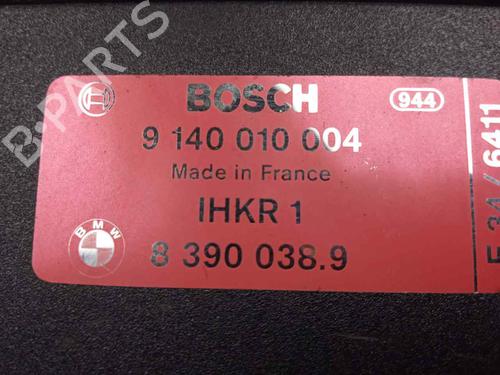 BOSCH
944
9 140 010 004
Made in France
IHKR 1
BMW
8 390 038.9
E 34 / 6411
B-PARTS